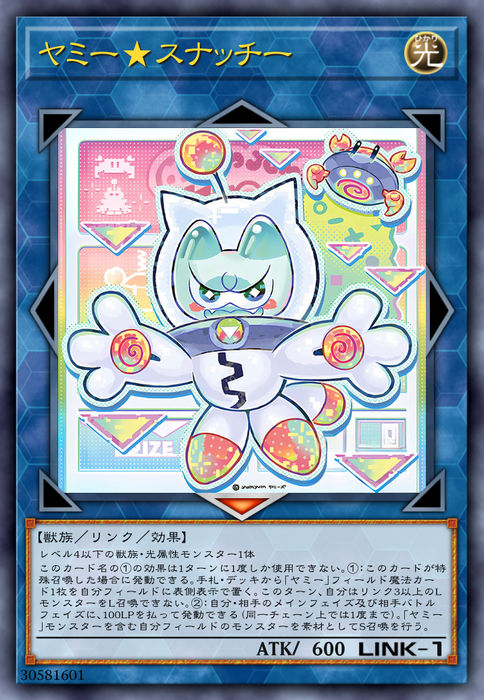 ヤミー★スナッチー
ひかり
光
IZE
【獣族／リンク／効果】
レベル4以下の獣族・光属性モンスター1体
このカード名の①の効果は1ターンに1度しか使用できない。①：このカードが特
殊召喚した場合に発動できる。手札・デッキから「ヤミー」フィールド魔法カー
ド1枚を自分フィールドに表側表示で置く。このターン、自分はリンク3以上のL
モンスターをL召喚できない。②：自分・相手のメインフェイズ及び相手バトル
フェイズに、100LPを払って発動できる（同一チェーン上では1度まで）。「ヤミー」
モンスターを含む自分フィールドのモンスターを素材としてS召喚を行う。
ATK/ 600 LINK-1
30581601